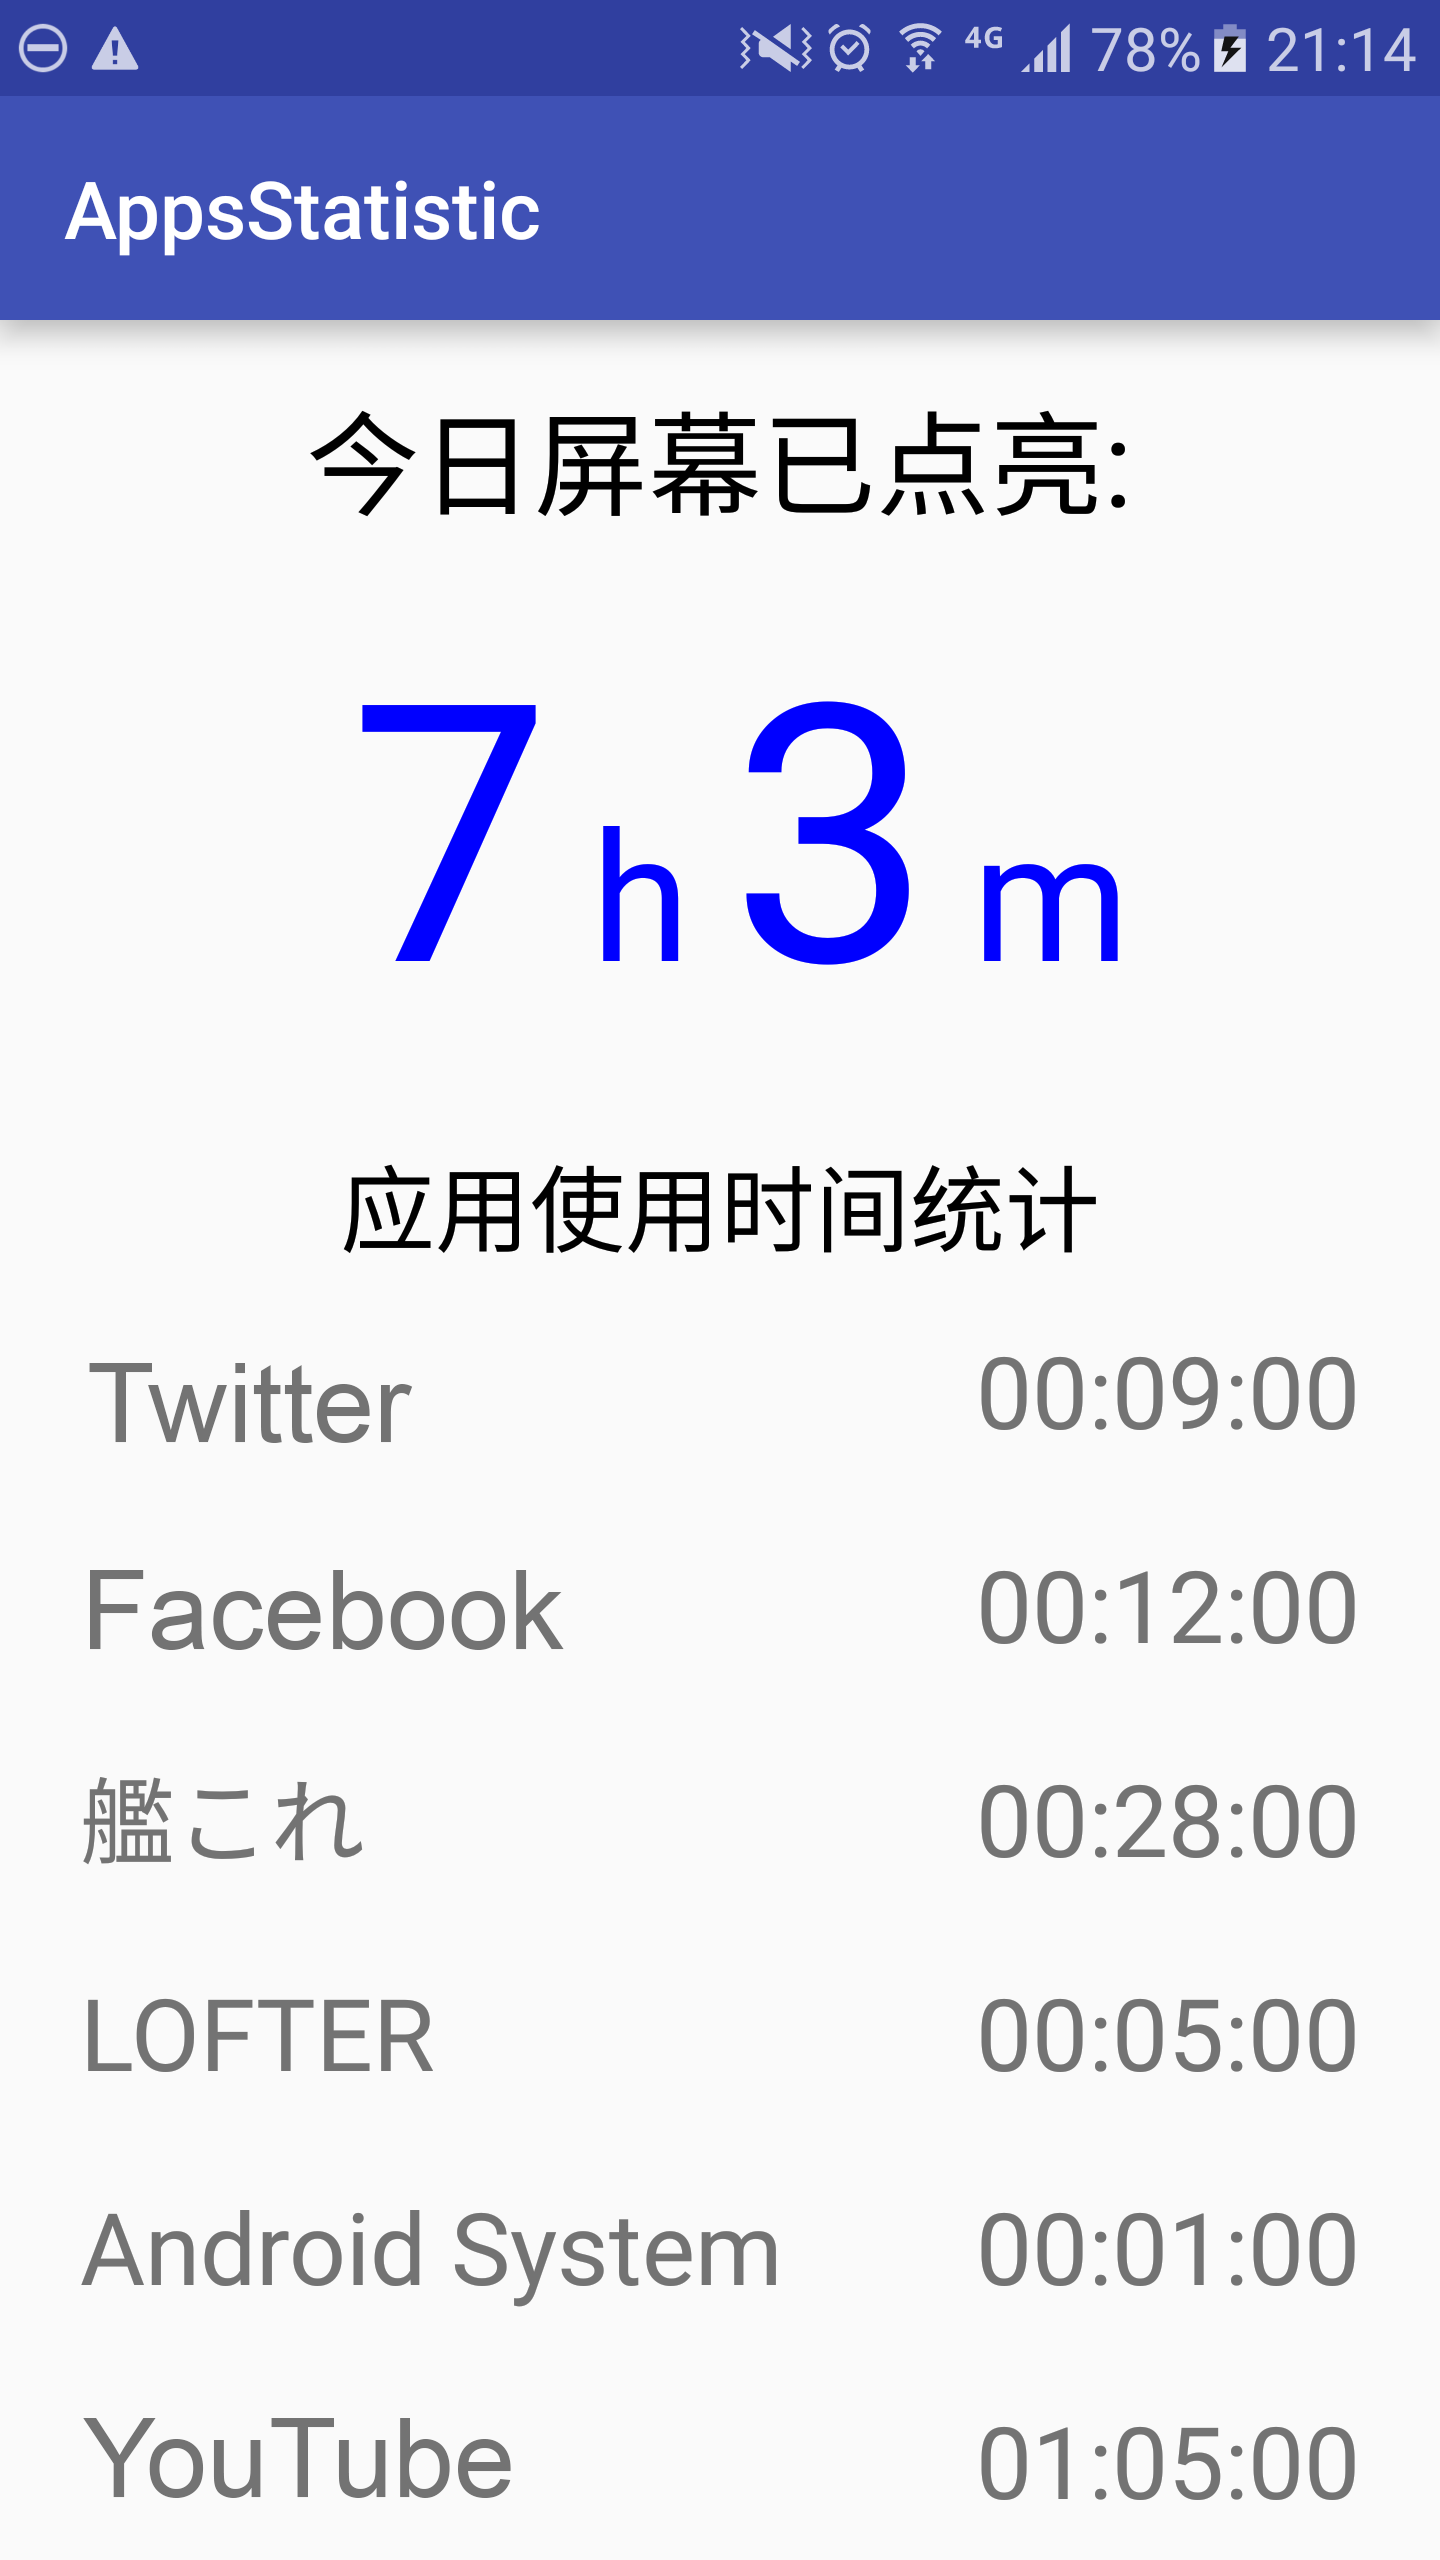 4G 78% 21:14
AppsStatistic
今日屏幕已点亮:
7 h 3 m
应用使用时间统计
Twitter 00:09:00
Facebook 00:12:00
艦これ 00:28:00
LOFTER 00:05:00
Android System 00:01:00
YouTube 01:05:00